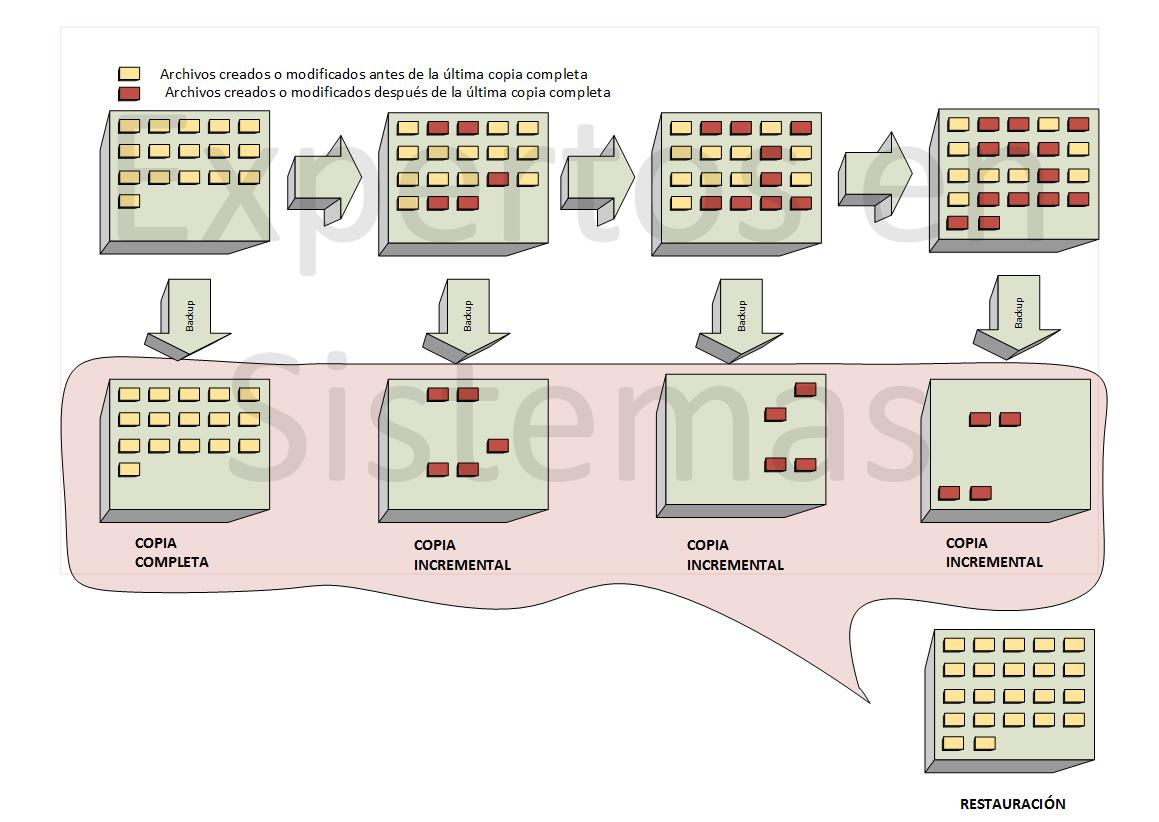 Archivos creados o modificados antes de la última copia completa
Archivos creados o modificados después de la última copia completa
Expertos en
Backup
Backup
Backup
Backup
Sistemas
COPIA
COMPLETA
COPIA
INCREMENTAL
COPIA
INCREMENTAL
COPIA
INCREMENTAL
RESTAURACIÓN